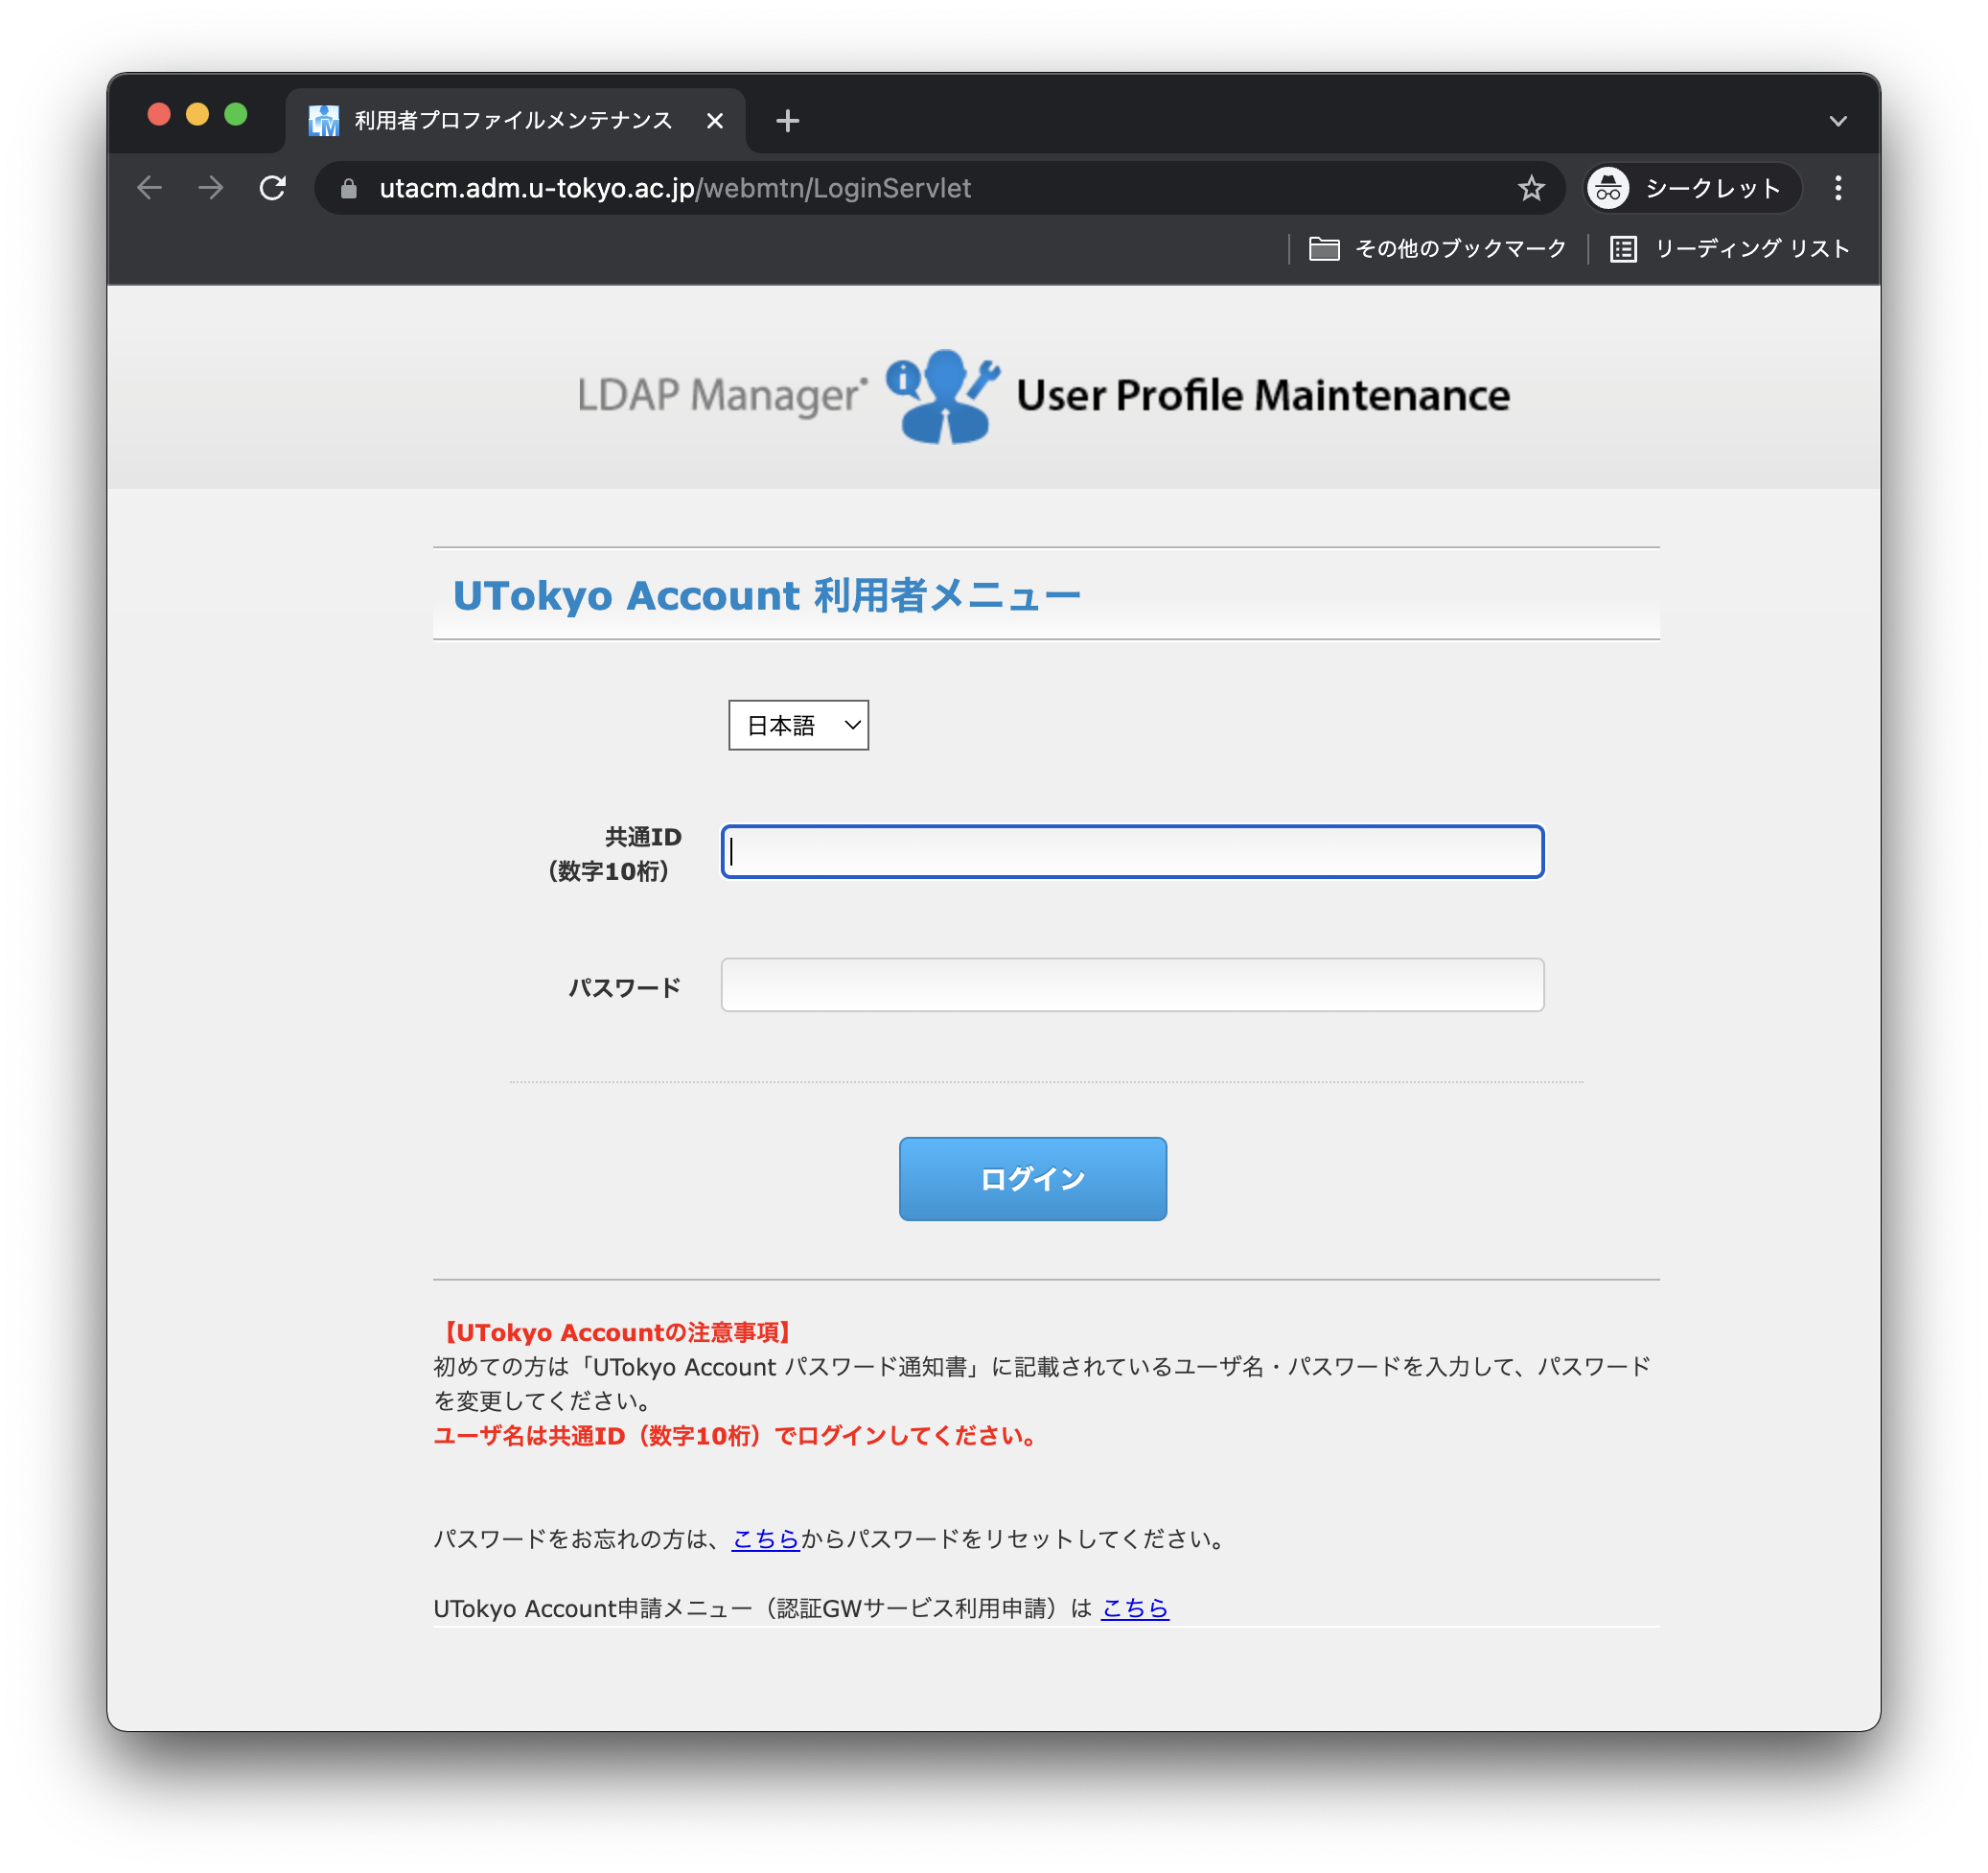 利用者プロファイルメンテナンス
utacm.adm.u-tokyo.ac.jp/webmtn/LoginServlet
シークレット
その他のブックマーク
リーディング リスト
LDAP Manager User Profile Maintenance
UTokyo Account 利用者メニュー
日本語
共通ID
（数字10桁）
パスワード
ログイン
【UTokyo Accountの注意事項】
初めての方は「UTokyo Account パスワード通知書」に記載されているユーザ名・パスワードを入力して、パスワード
を変更してください。
ユーザ名は共通ID（数字10桁）でログインしてください。
パスワードをお忘れの方は、こちらからパスワードをリセットしてください。
UTokyo Account申請メニュー（認証GWサービス利用申請）は こちら